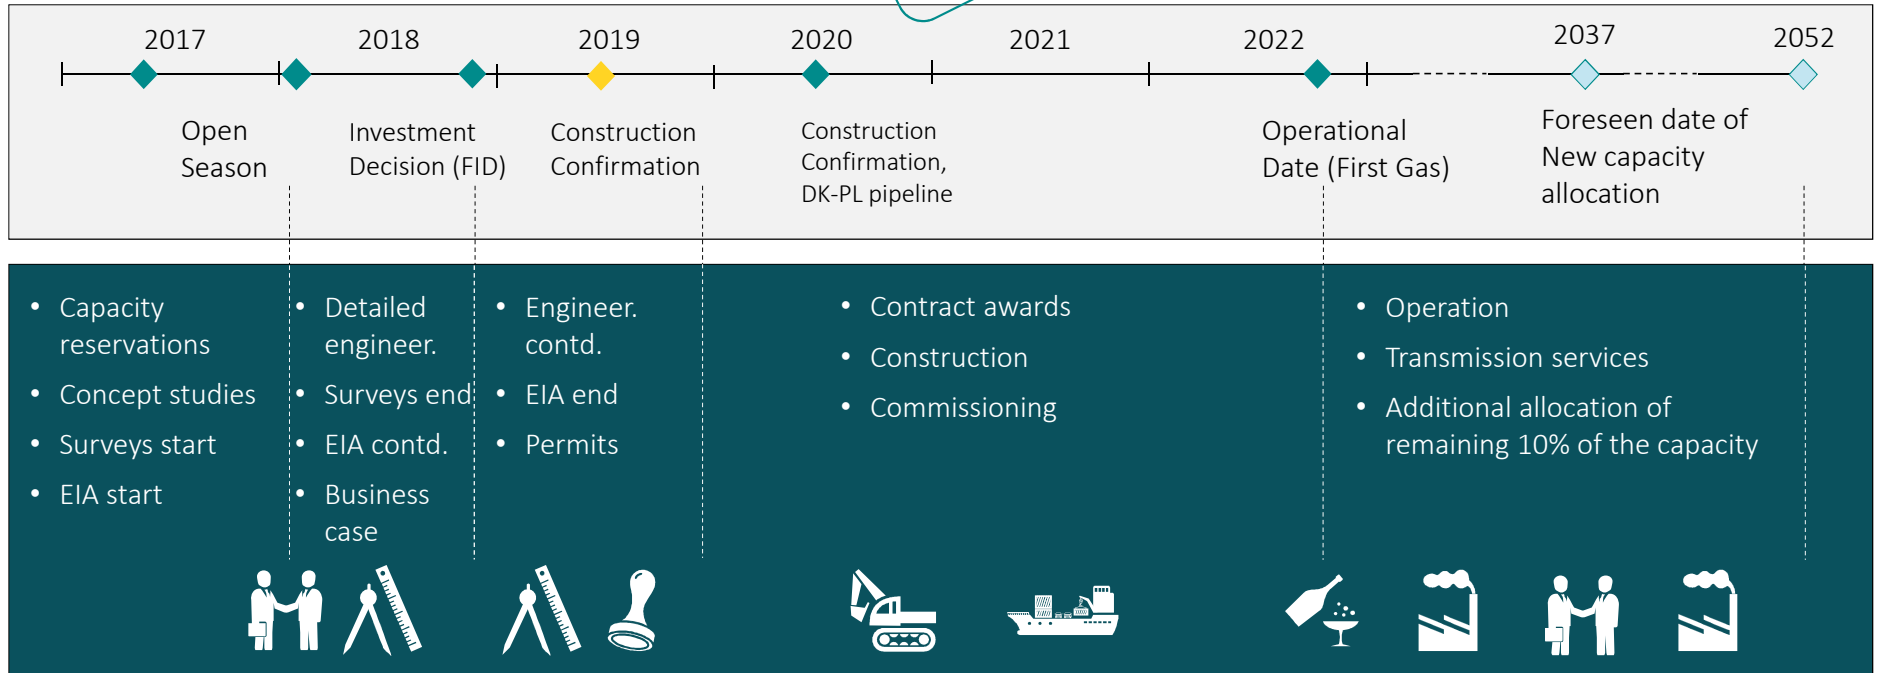 2017
2018
2019
2020
2021
2022
2037
2052
Open
Season
Investment
Decision (FID)
Construction
Confirmation
Construction
Confirmation,
DK-PL pipeline
Operational
Date (First Gas)
Foreseen date of
New capacity
allocation
• Capacity
reservations
• Concept studies
• Surveys start
• EIA start
• Detailed
engineer.
• Surveys end
• EIA contd.
• Business
case
• Engineer.
contd.
• EIA end
• Permits
• Contract awards
• Construction
• Commissioning
• Operation
• Transmission services
• Additional allocation of
remaining 10% of the capacity